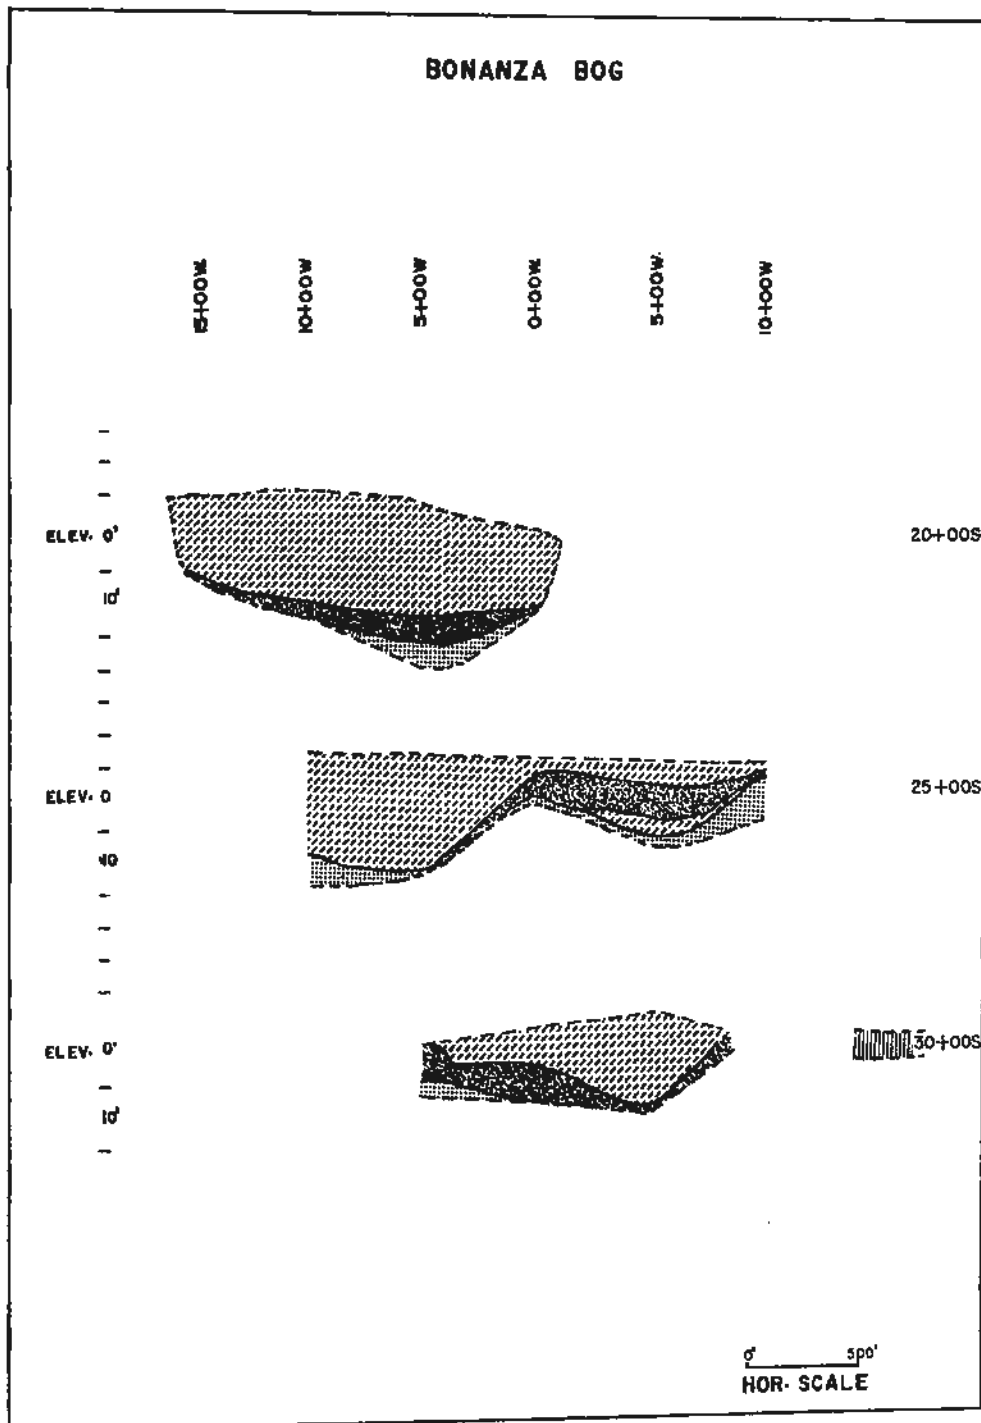 BONANZA BOG
15+00W.
10+00W
5+00W
0+00W.
5+00W.
10+00W
ELEV. 0'
20+00S
10'
ELEV. 0
25+00S
10
ELEV. 0'
30+00S
10'
0' 500'
HOR. SCALE